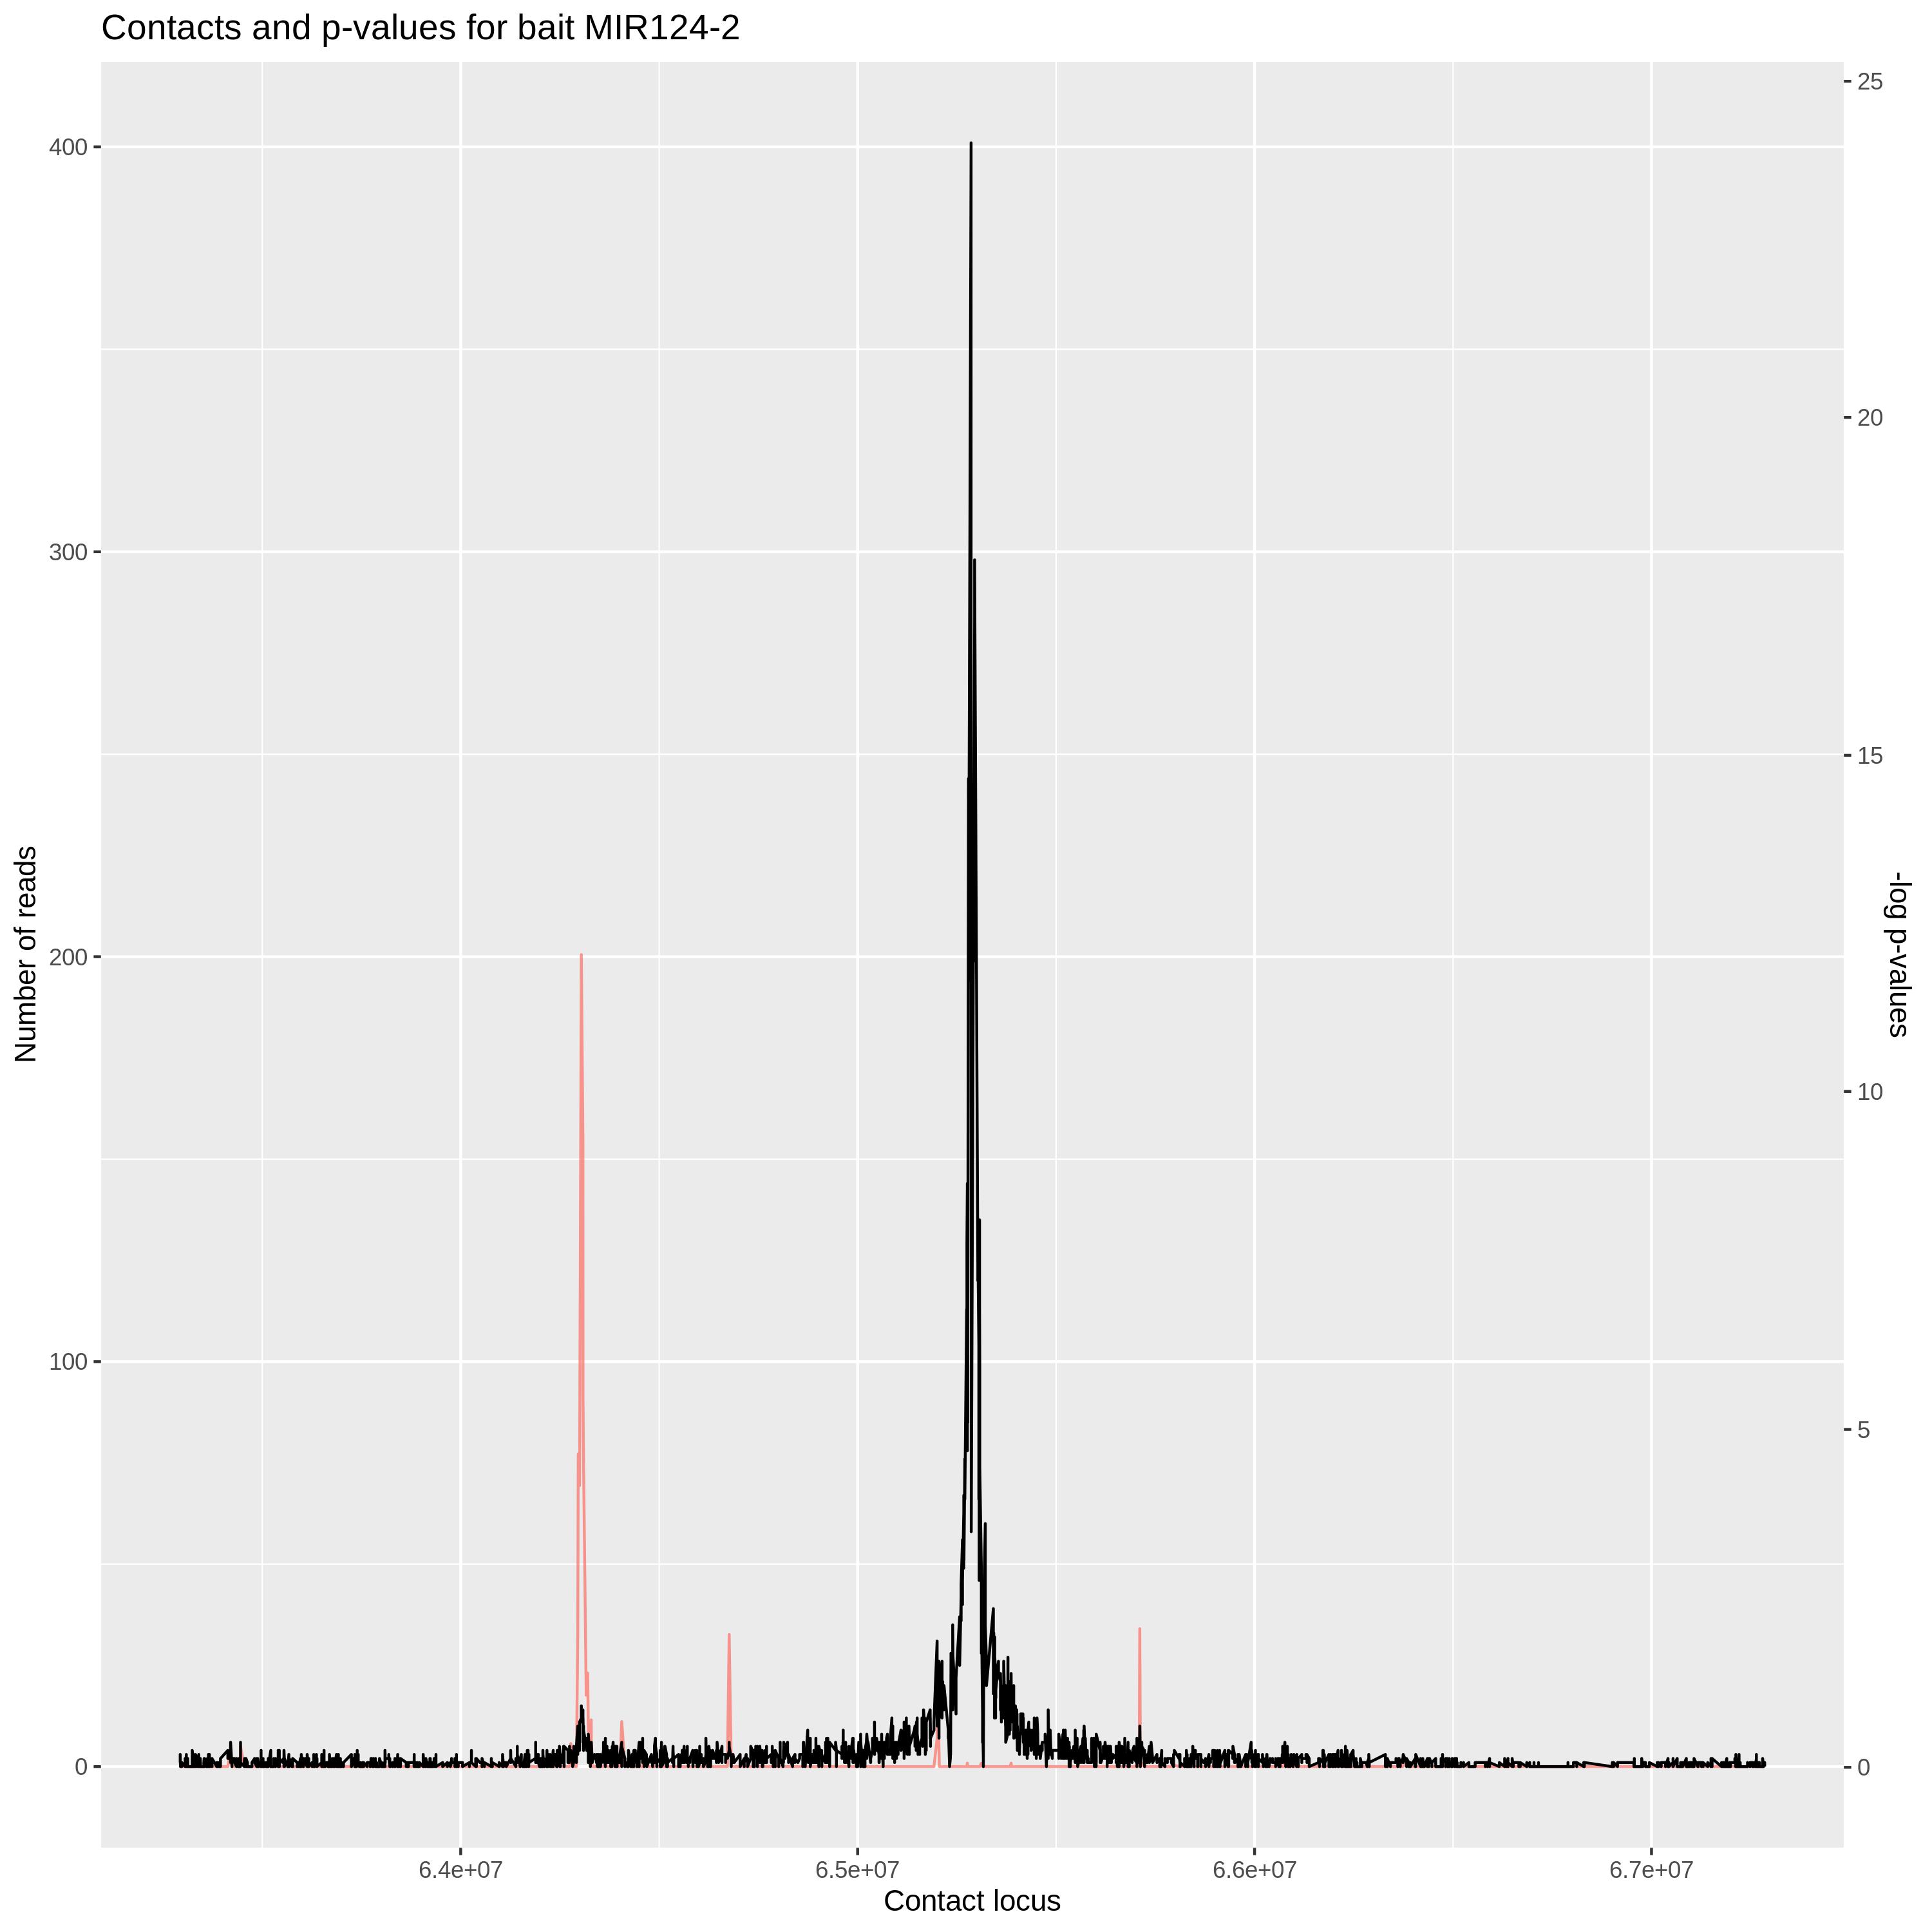 Contacts and p-values for bait MIR124-2
400
300
200
100
0
Number of reads
25
20
15
10
5
0
-log p-values
6.4e+07
6.5e+07
6.6e+07
6.7e+07
Contact locus